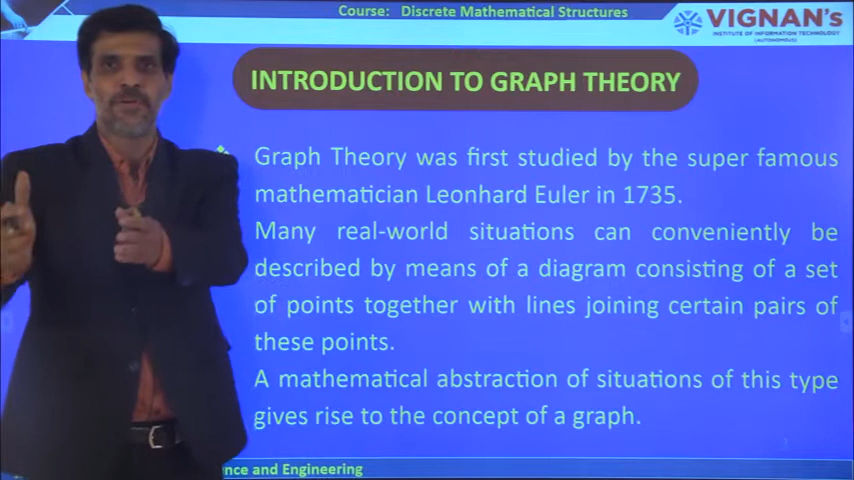 Course: Discrete Mathematical Structures
VIGNAN's
INSTITUTE OF INFORMATION TECHNOLOGY
(AUTONOMOUS)
INTRODUCTION TO GRAPH THEORY
Graph Theory was first studied by the super famous
mathematician Leonhard Euler in 1735.
Many real-world situations can conveniently be
described by means of a diagram consisting of a set
of points together with lines joining certain pairs of
these points.
A mathematical abstraction of situations of this type
gives rise to the concept of a graph.
and Engineering